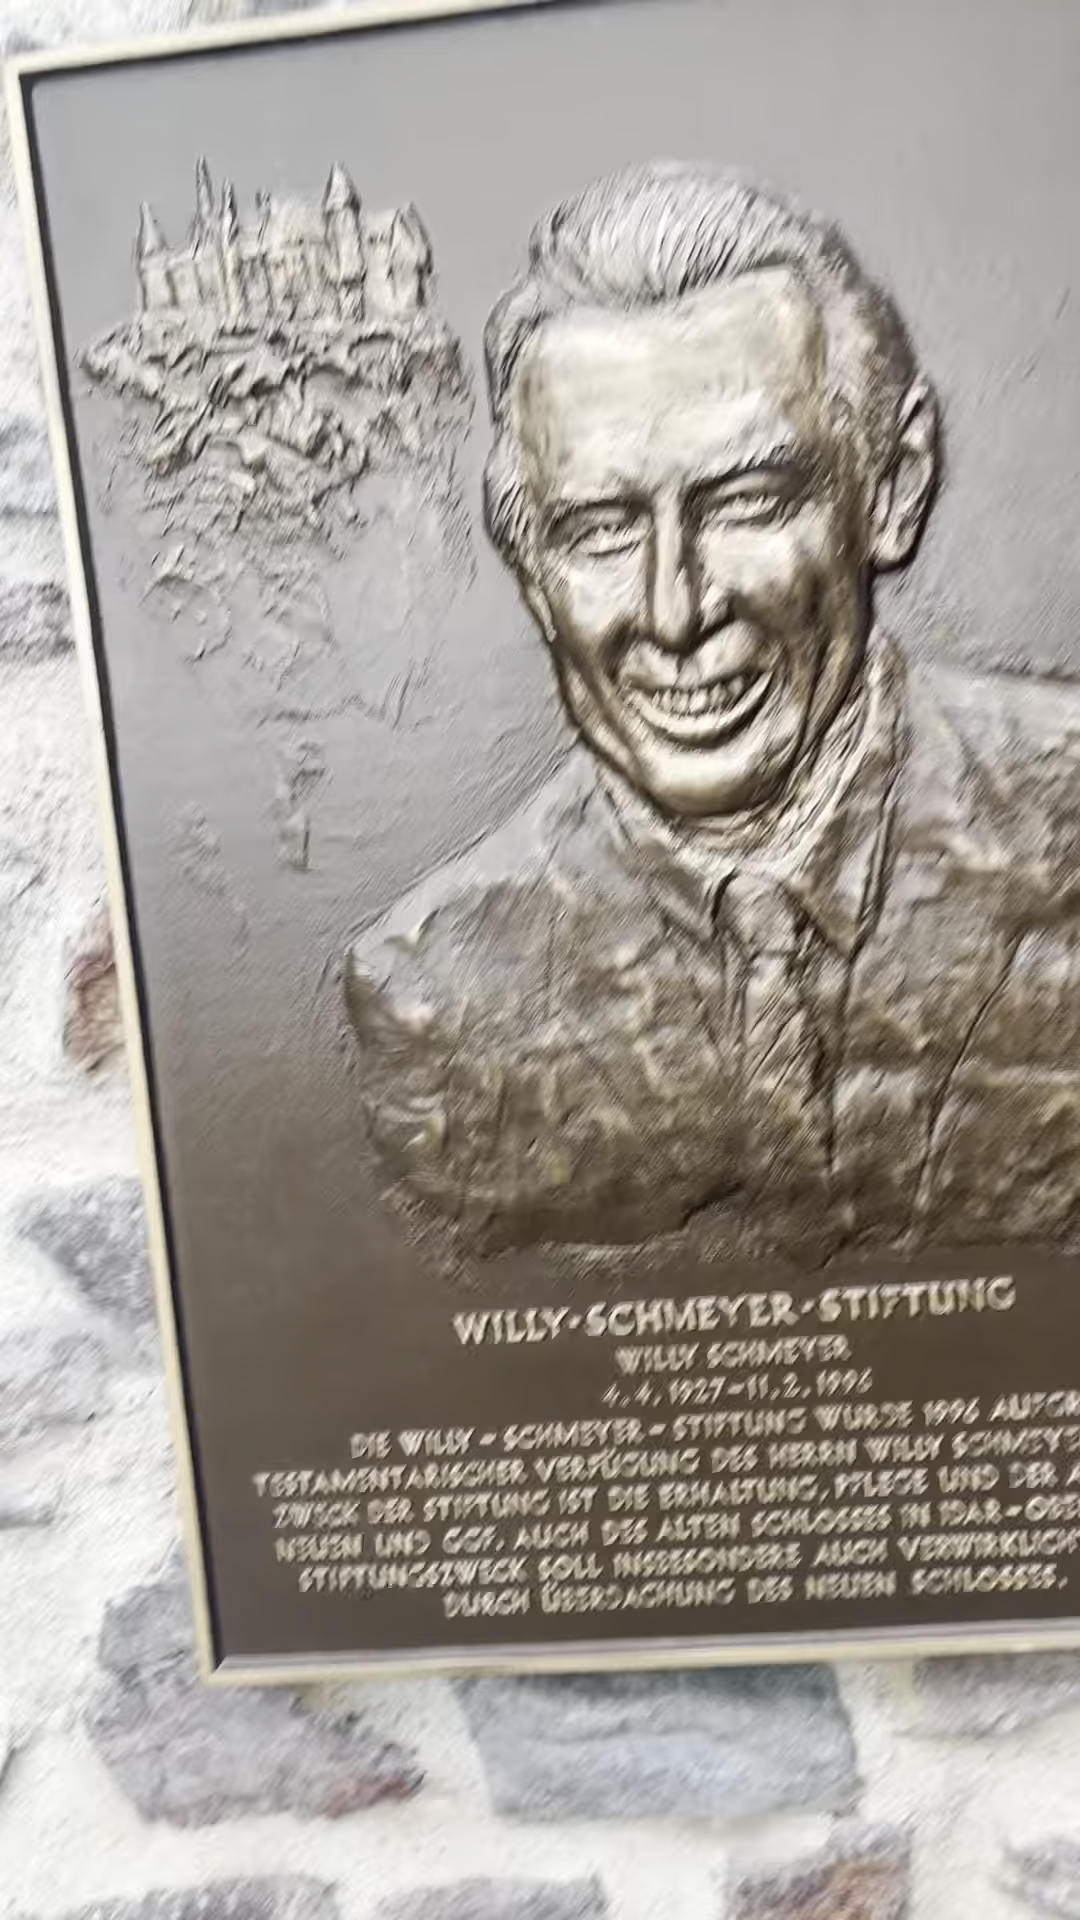 WILLY·SCHMEYER·STIFTUNG
WILLY SCHMEYER
4.4.1927–11.2.1996
DIE WILLY – SCHMEYER – STIFTUNG WURDE 1996
TESTAMENTARISCHER VERFÜGUNG DES HERRN WILLY
ZWECK DER STIFTUNG IST DIE ERHALTUNG, PFLEGE UND DER
NEUEN UND GGF. AUCH DES ALTEN SCHLOSSES IN
STIFTUNGSZWECK SOLL INSBESONDERE AUCH
DURCH ÜBERDACHUNG DES NEUEN SCHLOSSES.